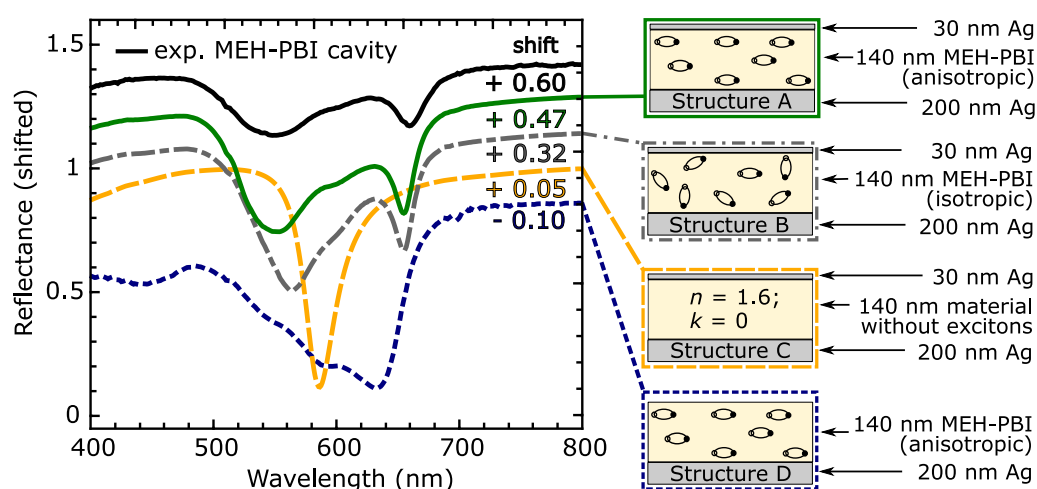 exp. MEH-PBI cavity
shift
+ 0.60
+ 0.47
+ 0.32
+ 0.05
- 0.10
1.5
1
0.5
0
Reflectance (shifted)
400
500
600
700
800
Wavelength (nm)
30 nm Ag
140 nm MEH-PBI
(anisotropic)
200 nm Ag
Structure A
30 nm Ag
140 nm MEH-PBI
(isotropic)
200 nm Ag
Structure B
30 nm Ag
n = 1.6;
k = 0
140 nm material
without excitons
200 nm Ag
Structure C
140 nm MEH-PBI
(anisotropic)
200 nm Ag
Structure D